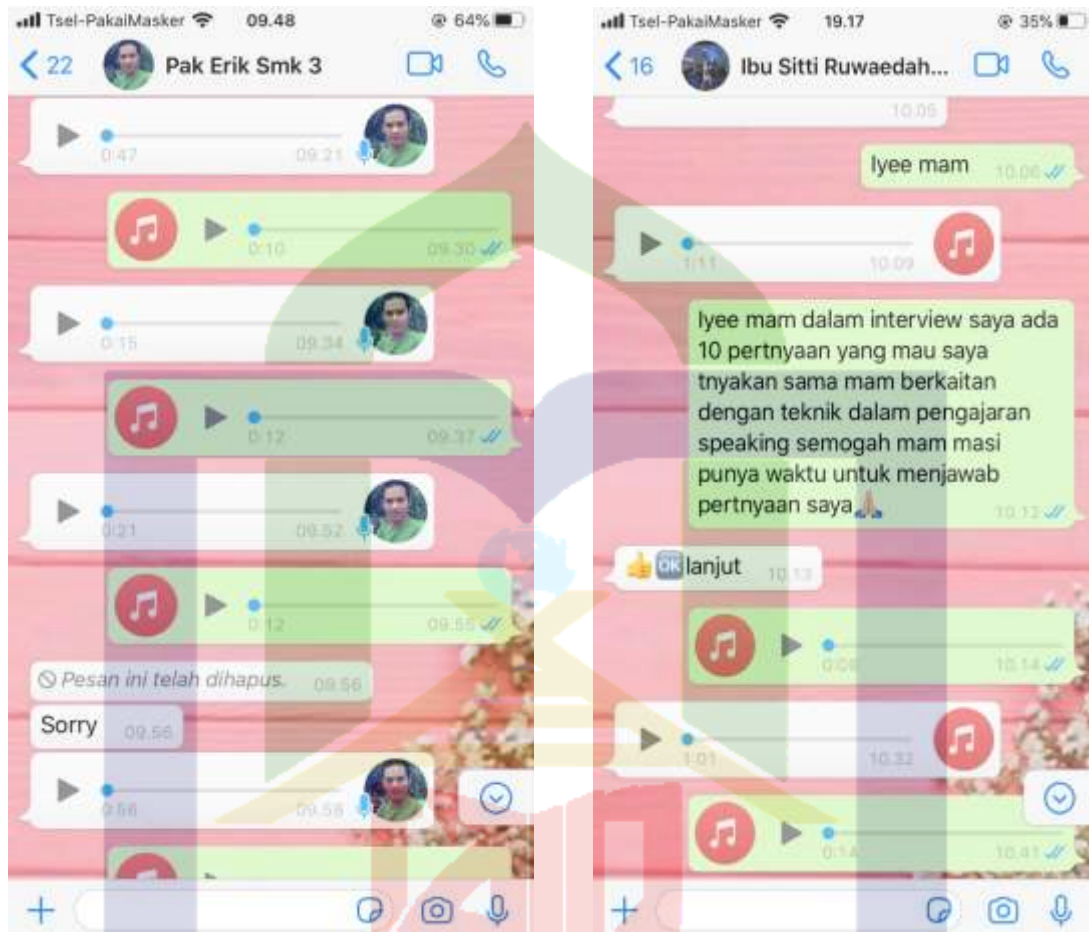 Tsel-PakaiMasker 09.48 64%
22 Pak Erik Smk 3
0:47 09.21
0:10 09.30
0:15 09.34
0:12 09.37
0:21 09.52
0:12 09.55
Pesan ini telah dihapus. 09.56
Sorry 09.56
0:56 09.58
Tsel-PakaiMasker 19.17 35%
16 Ibu Sitti Ruwaedah...
10.05
Iyee mam 10.06
1:11 10.09
Iyee mam dalam interview saya ada
10 pertnyaan yang mau saya
tnyakan sama mam berkaitan
dengan teknik dalam pengajaran
speaking semogah mam masi
punya waktu untuk menjawab
pertnyaan saya🙏 10.13
👍🆗lanjut 10.13
10.14
1:01 10.32
0:14 10.41